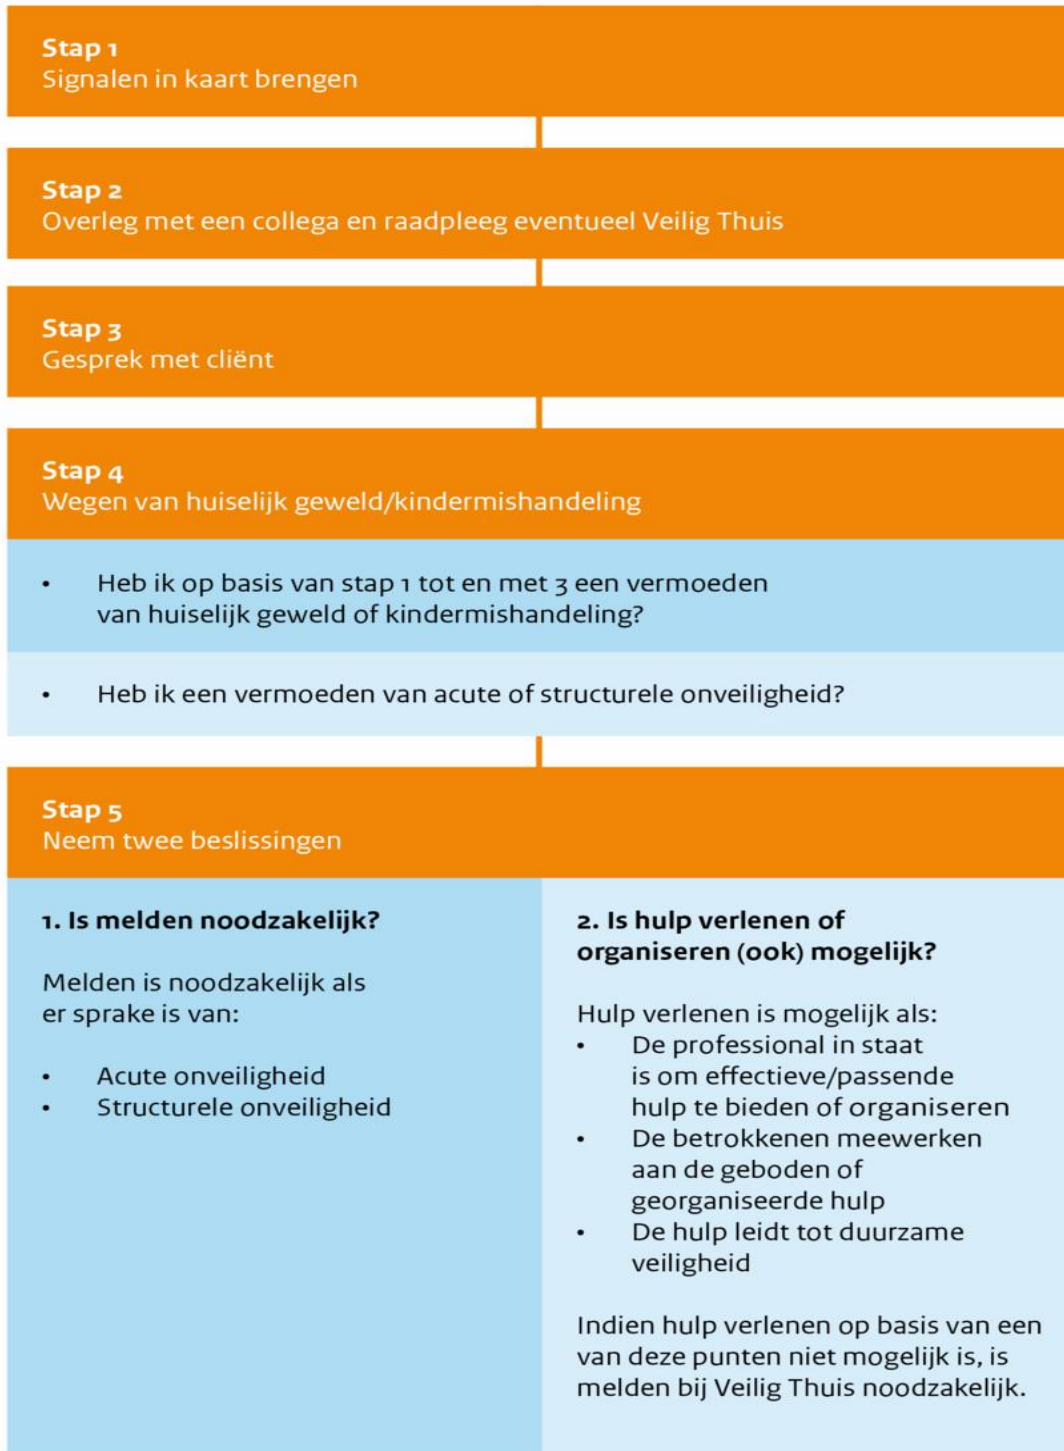 Stap 1
Signalen in kaart brengen
Stap 2
Overleg met een collega en raadpleeg eventueel Veilig Thuis
Stap 3
Gesprek met cliënt
Stap 4
Wegen van huiselijk geweld/kindermishandeling
• Heb ik op basis van stap 1 tot en met 3 een vermoeden
van huiselijk geweld of kindermishandeling?
• Heb ik een vermoeden van acute of structurele onveiligheid?
Stap 5
Neem twee beslissingen
1. Is melden noodzakelijk?
Melden is noodzakelijk als
er sprake is van:
• Acute onveiligheid
• Structurele onveiligheid
2. Is hulp verlenen of
organiseren (ook) mogelijk?
Hulp verlenen is mogelijk als:
• De professional in staat
is om effectieve/passende
hulp te bieden of organiseren
• De betrokkenen meewerken
aan de geboden of
georganiseerde hulp
• De hulp leidt tot duurzame
veiligheid
Indien hulp verlenen op basis van een
van deze punten niet mogelijk is, is
melden bij Veilig Thuis noodzakelijk.